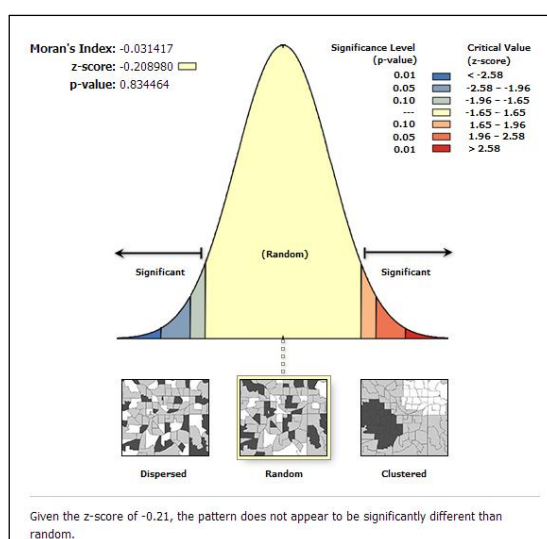 Moran's Index: -0.031417
z-score: -0.208980
p-value: 0.834464
Significance Level (p-value)
Critical Value (z-score)
0.01 < -2.58
0.05 -2.58 – -1.96
0.10 -1.96 – -1.65
--- -1.65 – 1.65
0.10 1.65 – 1.96
0.05 1.96 – 2.58
0.01 > 2.58
(Random)
Significant
Significant
Dispersed
Random
Clustered
Given the z-score of -0.21, the pattern does not appear to be significantly different than
random.